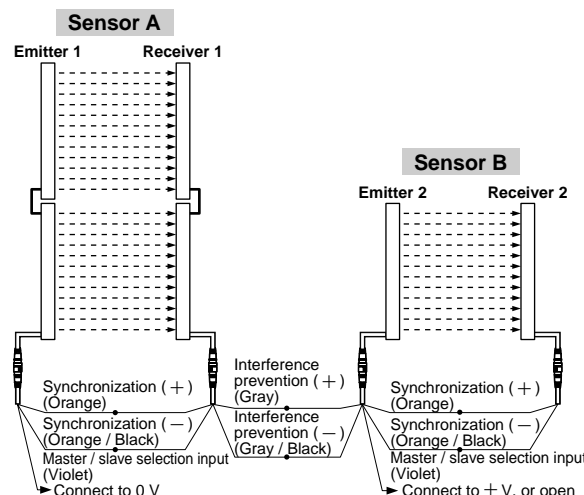 Sensor A
Emitter 1
Receiver 1
Sensor B
Emitter 2
Receiver 2
Synchronization (+)
(Orange)
Synchronization (−)
(Orange / Black)
Master / slave selection input
(Violet)
Connect to 0 V
Interference
prevention (+)
(Gray)
Interference
prevention (−)
(Gray / Black)
Synchronization (+)
(Orange)
Synchronization (−)
(Orange / Black)
Master / slave selection input
(Violet)
Connect to + V, or open